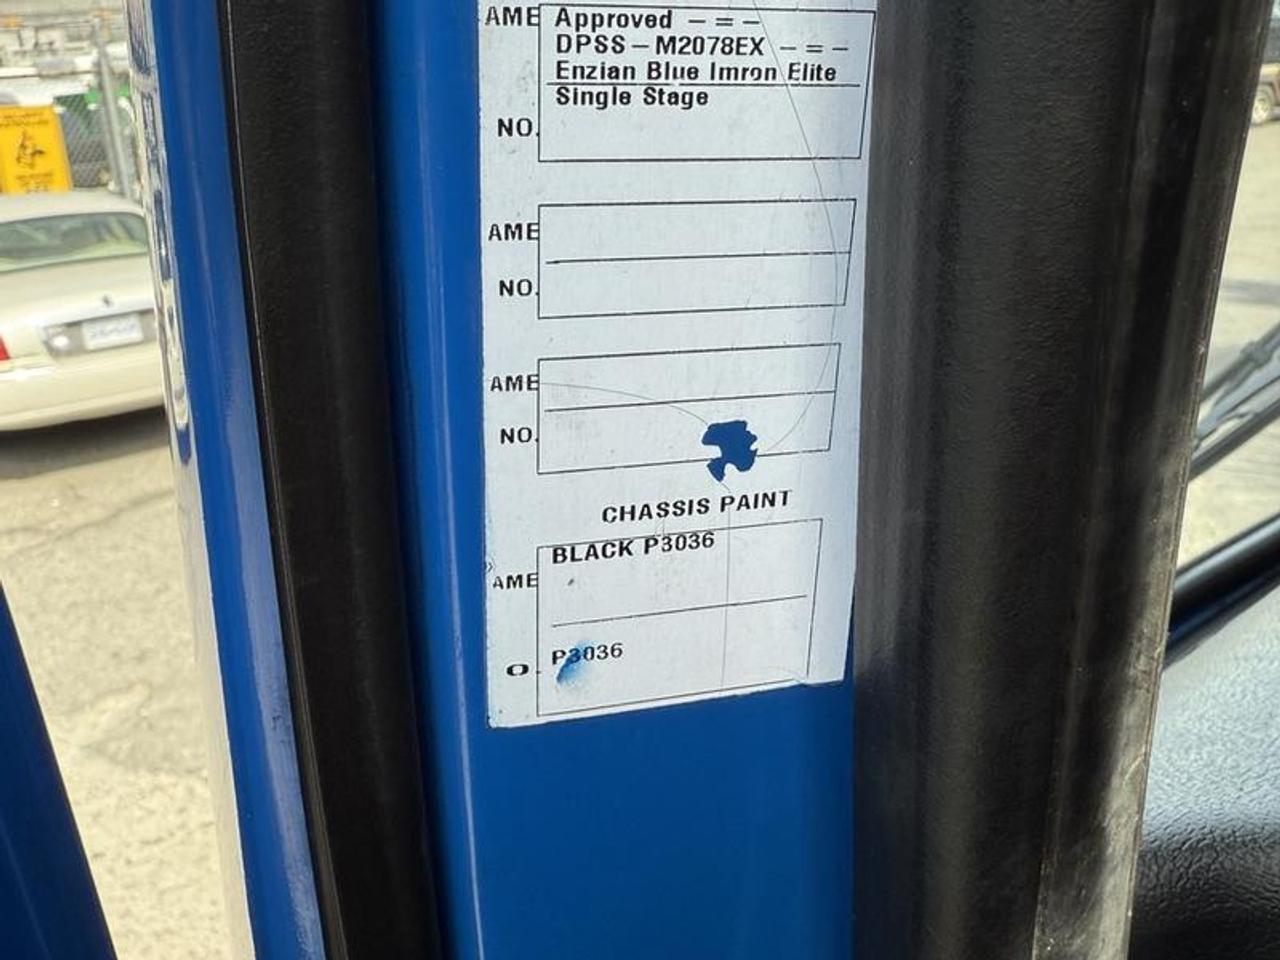 AME Approved – = –
DPSS–M2078EX – = –
Enzian Blue Imron Elite
Single Stage
NO.
AME
NO.
AME
NO.
CHASSIS PAINT
BLACK P3036
AME
O. P3036